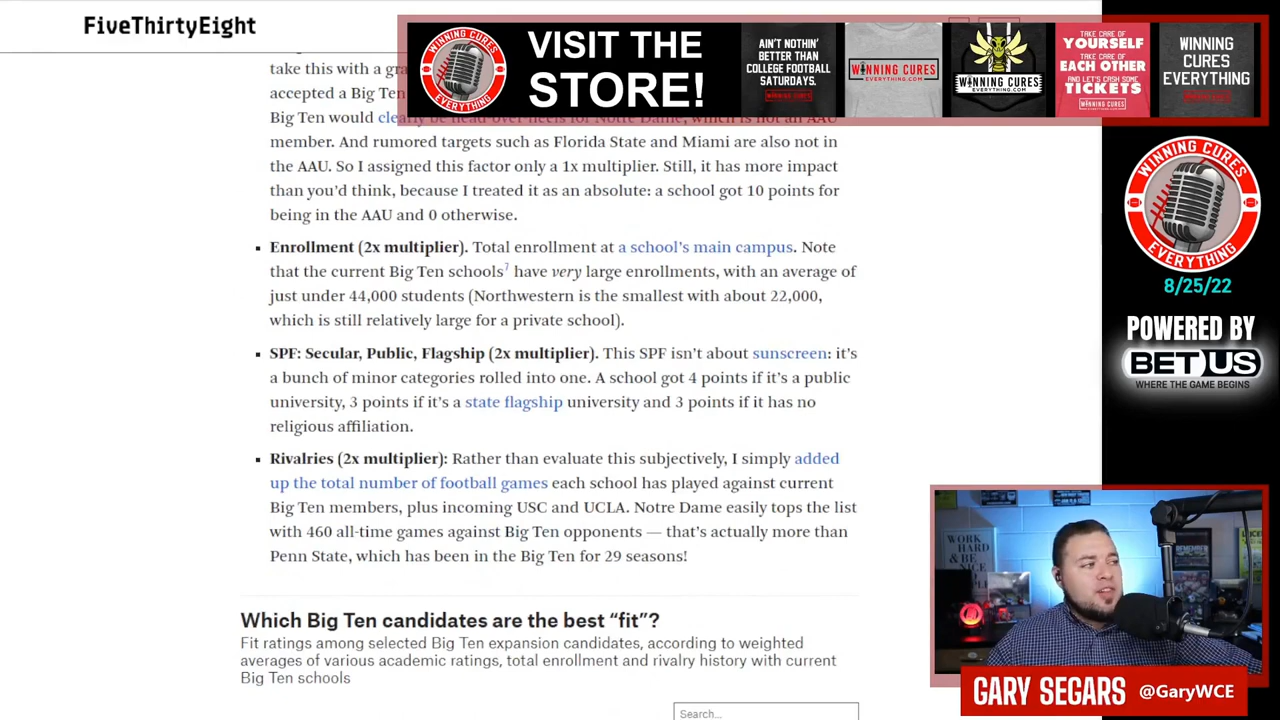 FiveThirtyEight
take this with a gra
accepted a Big Ten
Big Ten would clearly be head-over-heels for Notre Dame, which is not an AAU
member. And rumored targets such as Florida State and Miami are also not in
the AAU. So I assigned this factor only a 1x multiplier. Still, it has more impact
than you’d think, because I treated it as an absolute: a school got 10 points for
being in the AAU and 0 otherwise.
▪ Enrollment (2x multiplier). Total enrollment at a school’s main campus. Note
that the current Big Ten schools7 have very large enrollments, with an average of
just under 44,000 students (Northwestern is the smallest with about 22,000,
which is still relatively large for a private school).
▪ SPF: Secular, Public, Flagship (2x multiplier). This SPF isn’t about sunscreen: it’s
a bunch of minor categories rolled into one. A school got 4 points if it’s a public
university, 3 points if it’s a state flagship university and 3 points if it has no
religious affiliation.
▪ Rivalries (2x multiplier): Rather than evaluate this subjectively, I simply added
up the total number of football games each school has played against current
Big Ten members, plus incoming USC and UCLA. Notre Dame easily tops the list
with 460 all-time games against Big Ten opponents — that’s actually more than
Penn State, which has been in the Big Ten for 29 seasons!
Which Big Ten candidates are the best “fit”?
Fit ratings among selected Big Ten expansion candidates, according to weighted
averages of various academic ratings, total enrollment and rivalry history with current
Big Ten schools
Search...
WINNING CURES
EVERYTHING
VISIT THE
STORE!
AIN'T NOTHIN'
BETTER THAN
COLLEGE FOOTBALL
SATURDAYS.
WINNING CURES
EVERYTHING.COM
WINNING CURES
EVERYTHING.COM
WINNING CURES
EVERYTHING.COM
TAKE CARE OF
YOURSELF
TAKE CARE OF
EACH OTHER
AND LET'S CASH SOME
TICKETS
WINNING CURES
WINNING
CURES
EVERYTHING
WINNING CURES
EVERYTHING
8/25/22
POWERED BY
BETUS
WHERE THE GAME BEGINS
WORK
HARD &
BE NICE
GARY SEGARS @GaryWCE